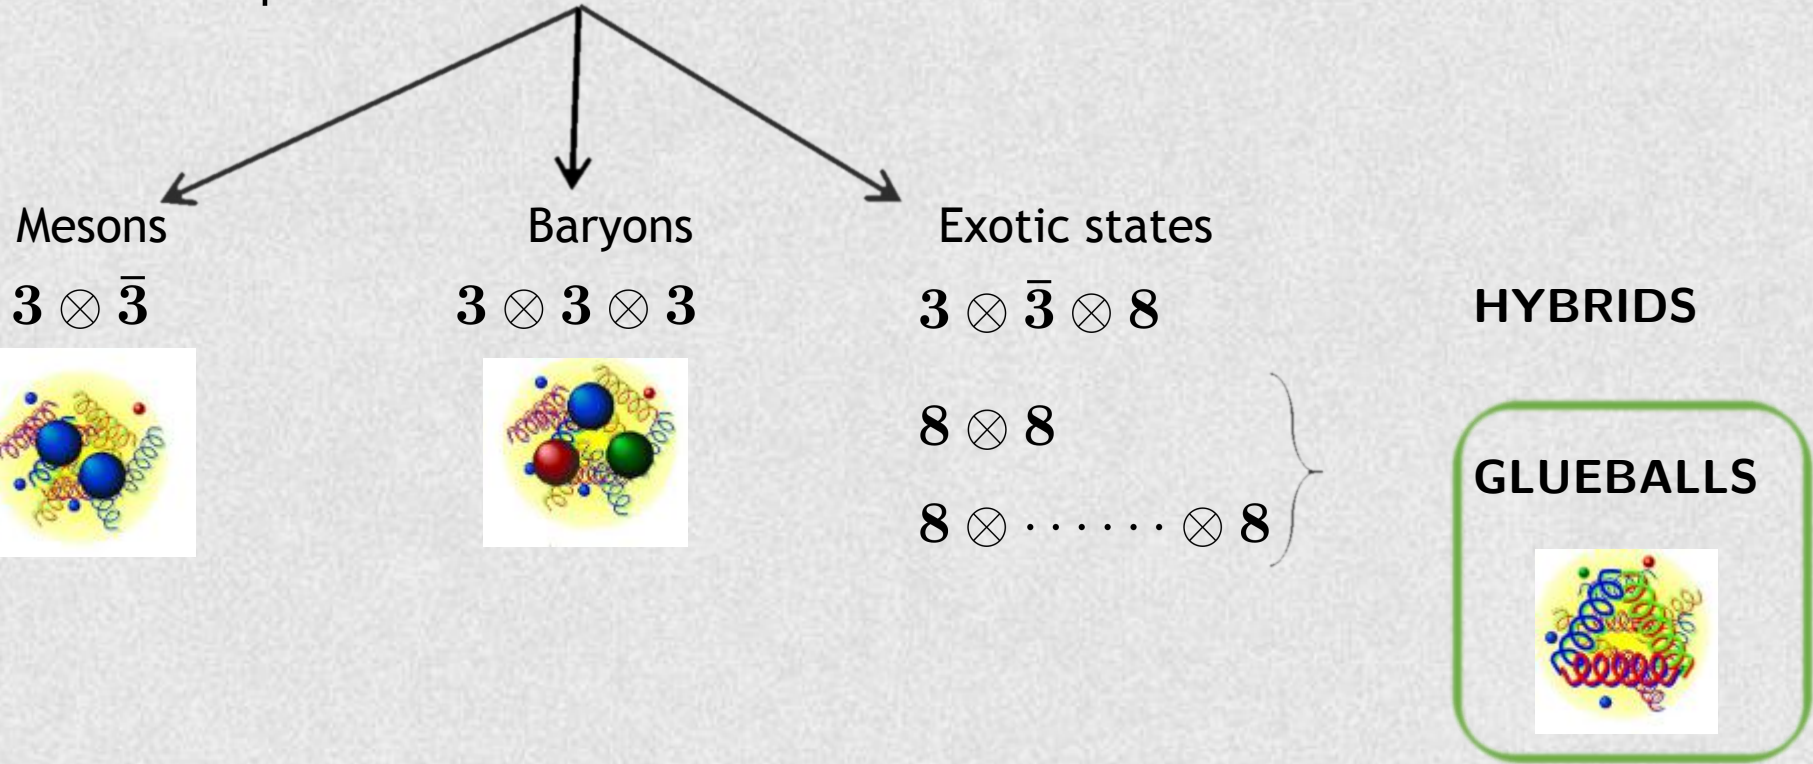 Mesons
Baryons
Exotic states
3 ⊗ 3̄
3 ⊗ 3 ⊗ 3
3 ⊗ 3̄ ⊗ 8
HYBRIDS
8 ⊗ 8
GLUEBALLS
8 ⊗ · · · · · · ⊗ 8